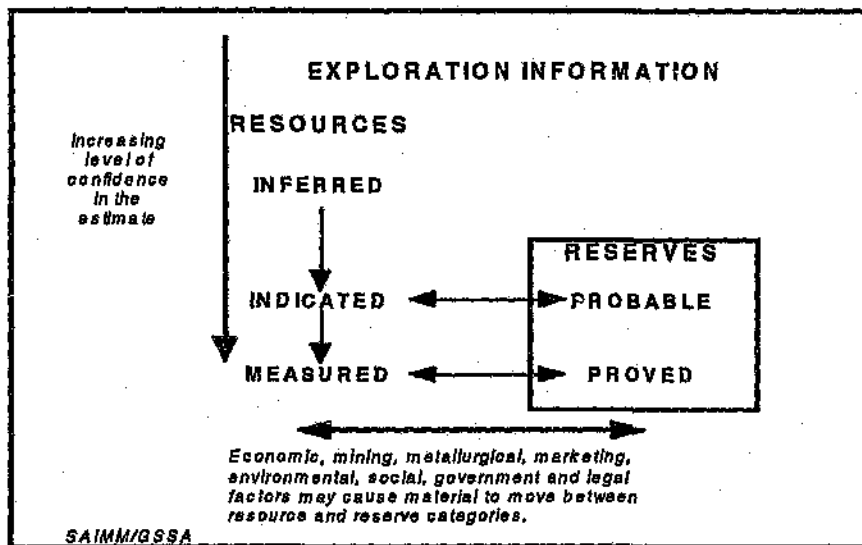 EXPLORATION INFORMATION
RESOURCES
Increasing
level of
confidence
in the
estimate
INFERRED
RESERVES
INDICATED
PROBABLE
MEASURED
PROVED
Economic, mining, metallurgical, marketing,
environmental, social, government and legal
factors may cause material to move between
resource and reserve categories.
SAIMM/GSSA